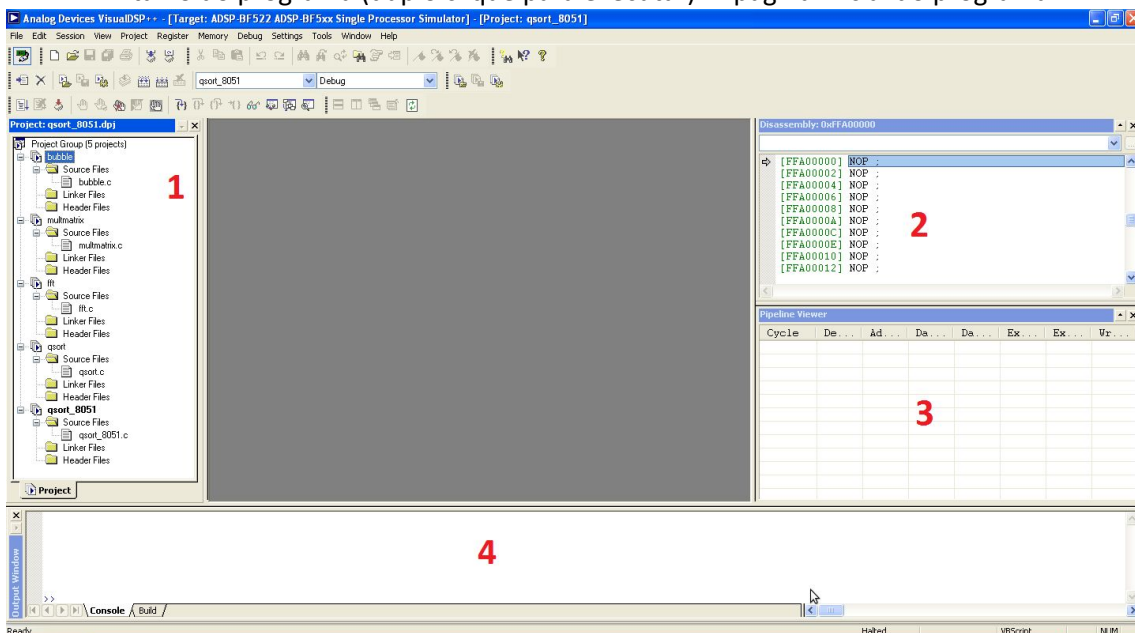 Analog Devices VisualDSP++ - [Target: ADSP-BF522 ADSP-BF5xx Single Processor Simulator] - [Project: qsort_8051]
File Edit Session View Project Register Memory Debug Settings Tools Window Help
qsort_8051 Debug
Project: qsort_8051.dpj
Project Group (5 projects)
bubble
Source Files
bubble.c
Linker Files
Header Files
multmatrix
Source Files
multmatrix.c
Linker Files
Header Files
fft
Source Files
fft.c
Linker Files
Header Files
qsort
Source Files
qsort.c
Linker Files
Header Files
qsort_8051
Source Files
qsort_8051.c
Linker Files
Header Files
Project
1
Disassembly: 0xFFA00000
[FFA00000] NOP ;
[FFA00002] NOP ;
[FFA00004] NOP ;
[FFA00006] NOP ;
[FFA00008] NOP ;
[FFA0000A] NOP ;
[FFA0000C] NOP ;
[FFA0000E] NOP ;
[FFA00010] NOP ;
[FFA00012] NOP ;
2
Pipeline Viewer
Cycle De... Ad... Da... Da... Ex... Ex... Wr...
3
Output Window
4
>>
Console Build
Ready Halted VBScript NUM